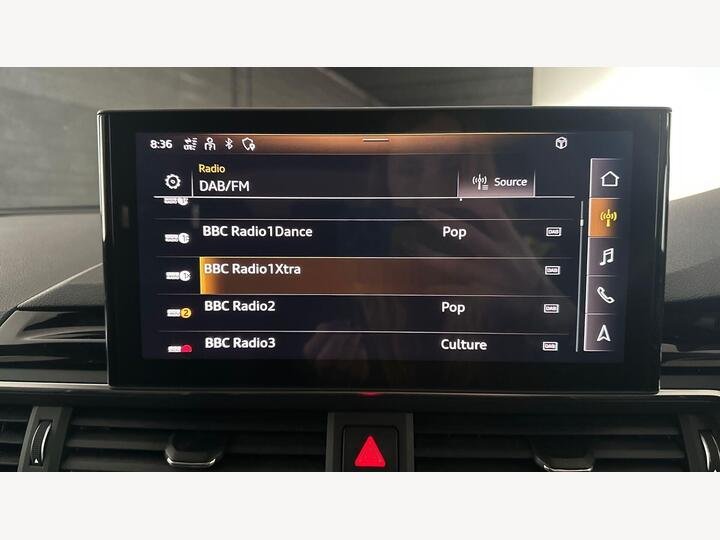 8:36
Radio
DAB/FM
Source
BBC Radio1Dance Pop DAB
BBC Radio1Xtra DAB
BBC Radio2 Pop DAB
BBC Radio3 Culture DAB